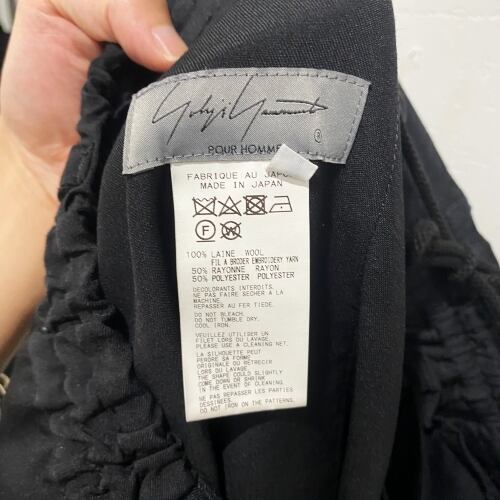 Yohji Yamamoto
®
POUR HOMME
FABRIQUE AU JAPON
MADE IN JAPAN
F
100% LAINE WOOL
FIL A BRODER EMBROIDERY YARN
50% RAYONNE RAYON
50% POLYESTER POLYESTER
DECOLORANTS INTERDITS.
NE PAS FAIRE SECHER A LA
MACHINE.
REPASSER AU FER TIEDE.
DO NOT BLEACH.
DO NOT TUMBLE DRY.
COOL IRON.
VEUILLEZ UTILISER UN
FILET LORS DU LAVAGE.
PLEASE USE A CLEANING NET.
LA SILHOUETTE PEUT
PERDRE SA FORME
ORIGINALE OU RETRECIR
LORS DU LAVAGE.
THE SHAPE COULD SLIGHTLY
COME DOWN OR SHRINK
IN THE EVENT OF CLEANING.
NE PAS REPASSER LES PARTIES
DESSINEES.
DO NOT IRON ON THE PATTERNS.